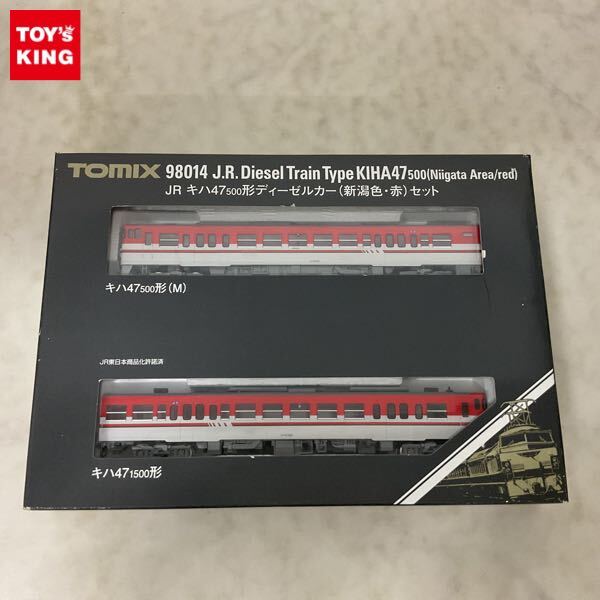 TOY's
KING
TOMIX 98014 J.R. Diesel Train Type KIHA47 500(Niigata Area/red)
JR キハ47 500形ディーゼルカー(新潟色・赤)セット
キハ47 500形(M)
JR東日本商品化許諾済
キハ47 1500形